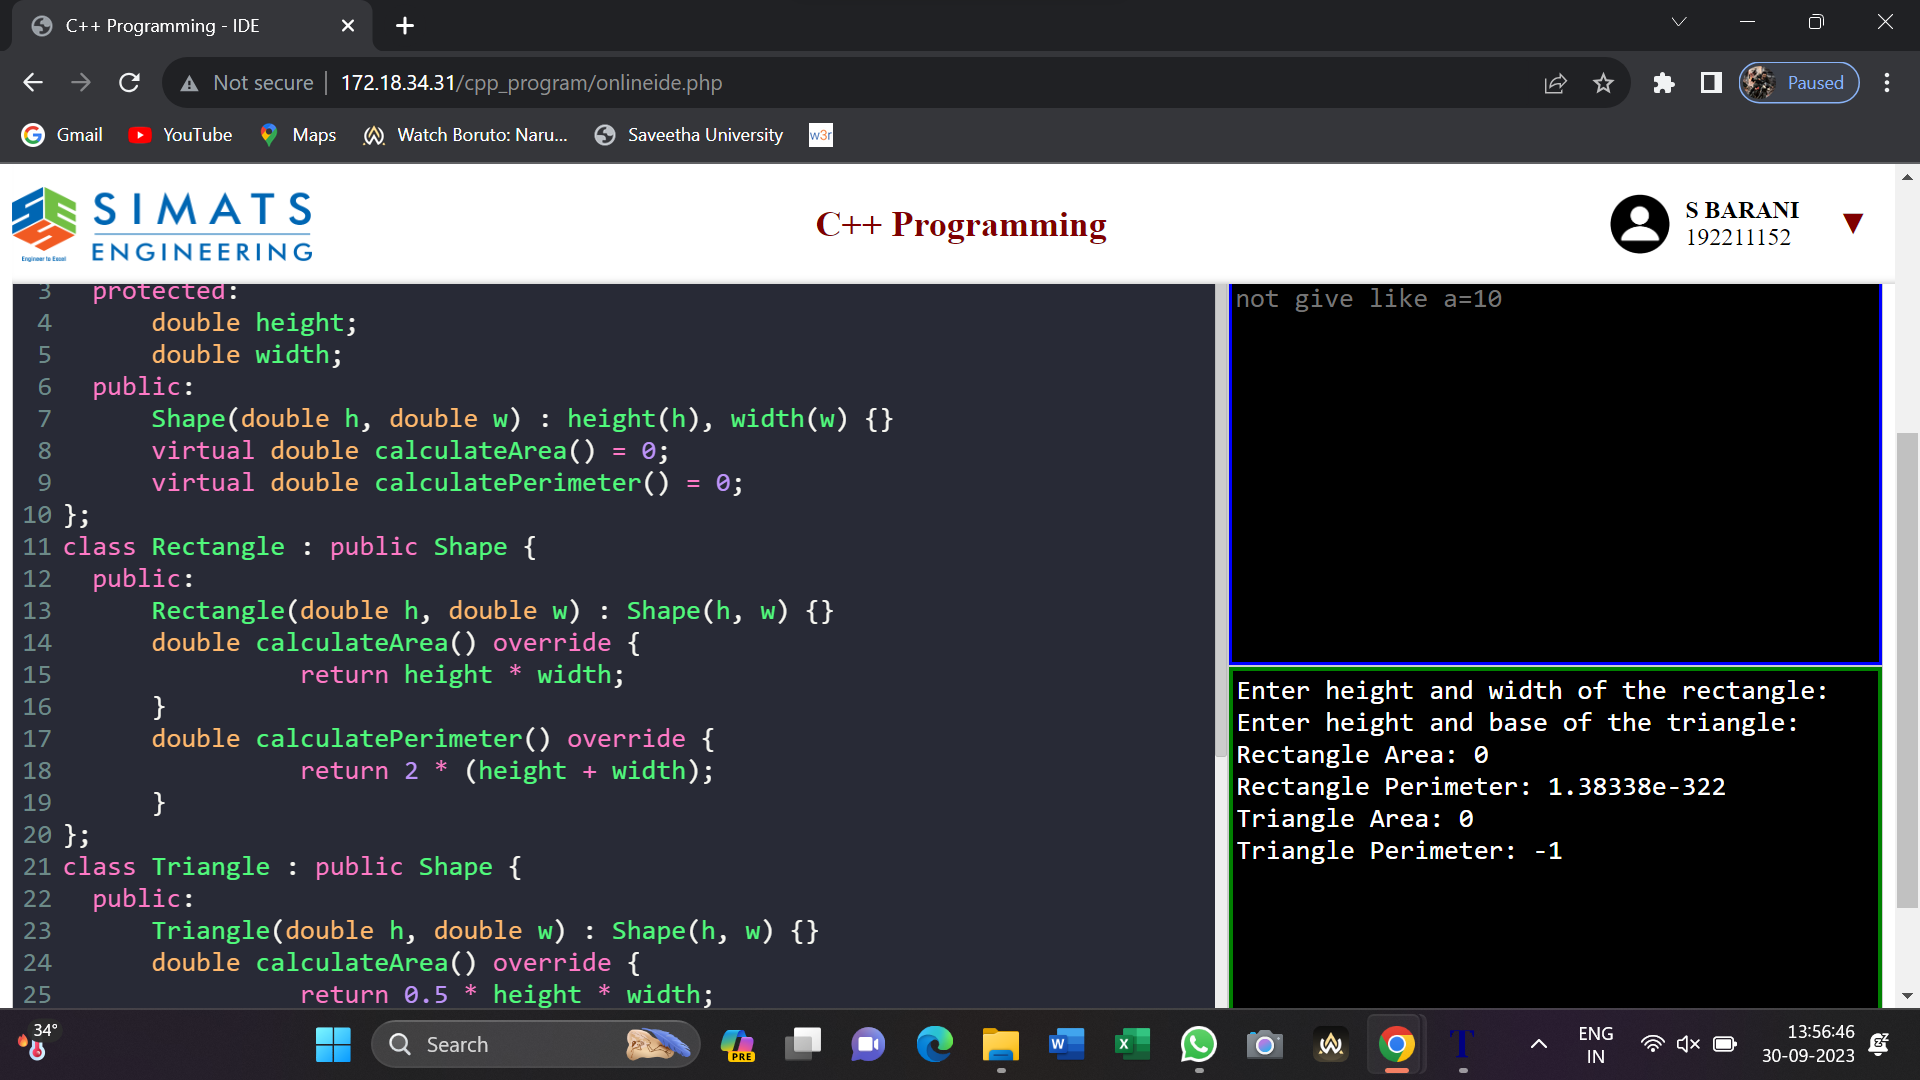 C++ Programming - IDE
Not secure | 172.18.34.31/cpp_program/onlineide.php
Paused
Gmail YouTube Maps Watch Boruto: Naru... Saveetha University w3r
SIMATS
ENGINEERING
Engineer to Excel
C++ Programming
S BARANI
192211152
3 protected:
4 double height;
5 double width;
6 public:
7 Shape(double h, double w) : height(h), width(w) {}
8 virtual double calculateArea() = 0;
9 virtual double calculatePerimeter() = 0;
10 };
11 class Rectangle : public Shape {
12 public:
13 Rectangle(double h, double w) : Shape(h, w) {}
14 double calculateArea() override {
15 return height * width;
16 }
17 double calculatePerimeter() override {
18 return 2 * (height + width);
19 }
20 };
21 class Triangle : public Shape {
22 public:
23 Triangle(double h, double w) : Shape(h, w) {}
24 double calculateArea() override {
25 return 0.5 * height * width;
not give like a=10
Enter height and width of the rectangle:
Enter height and base of the triangle:
Rectangle Area: 0
Rectangle Perimeter: 1.38338e-322
Triangle Area: 0
Triangle Perimeter: -1
34°
Search
PRE
ENG
IN
13:56:46
30-09-2023